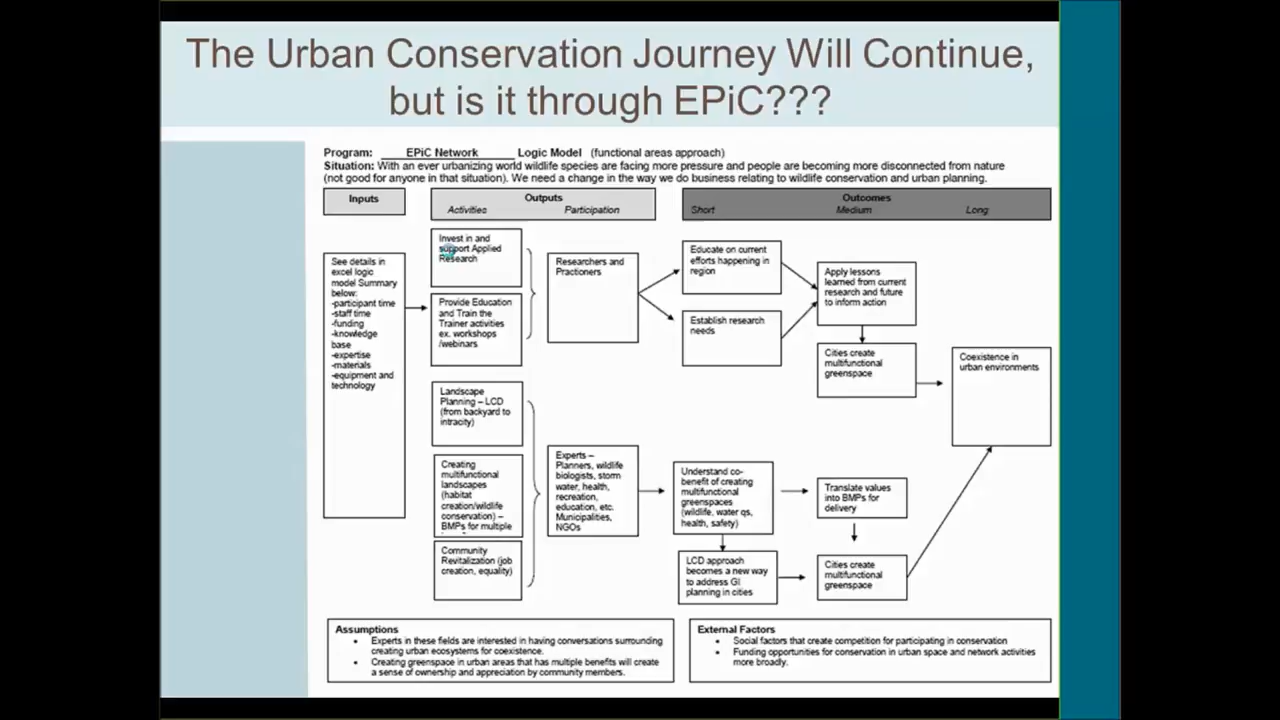 The Urban Conservation Journey Will Continue,
but is it through EPiC???
Program: EPiC Network Logic Model (functional areas approach)
Situation: With an ever urbanizing world wildlife species are facing more pressure and people are becoming more disconnected from nature
(not good for anyone in that situation). We need a change in the way we do business relating to wildlife conservation and urban planning.
Inputs
Outputs
Activities Participation
Outcomes
Short Medium Long
See details in
excel logic
model Summary
below:
-participant time
-staff time
-funding
-knowledge
base
-expertise
-materials
-equipment and
technology
Invest in and
support Applied
Research
Provide Education
and Train the
Trainer activities
ex. workshops
/webinars
Landscape
Planning – LCD
(from backyard to
intracity)
Creating
multifunctional
landscapes
(habitat
creation/wildlife
conservation) –
BMPs for multiple
Community
Revitalization (job
creation, equality)
Researchers and
Practioners
Experts –
Planners, wildlife
biologists, storm
water, health,
recreation,
education, etc.
Municipalities,
NGOs
Educate on current
efforts happening in
region
Establish research
needs
Understand co-
benefit of creating
multifunctional
greenspaces
(wildlife, water qs,
health, safety)
LCD approach
becomes a new way
to address GI
planning in cities
Apply lessons
learned from current
research and future
to inform action
Cities create
multifunctional
greenspace
Translate values
into BMPs for
delivery
Cities create
multifunctional
greenspace
Coexistence in
urban environments
Assumptions
• Experts in these fields are interested in having conversations surrounding
creating urban ecosystems for coexistence.
• Creating greenspace in urban areas that has multiple benefits will create
a sense of ownership and appreciation by community members.
External Factors
• Social factors that create competition for participating in conservation
• Funding opportunities for conservation in urban space and network activities
more broadly.